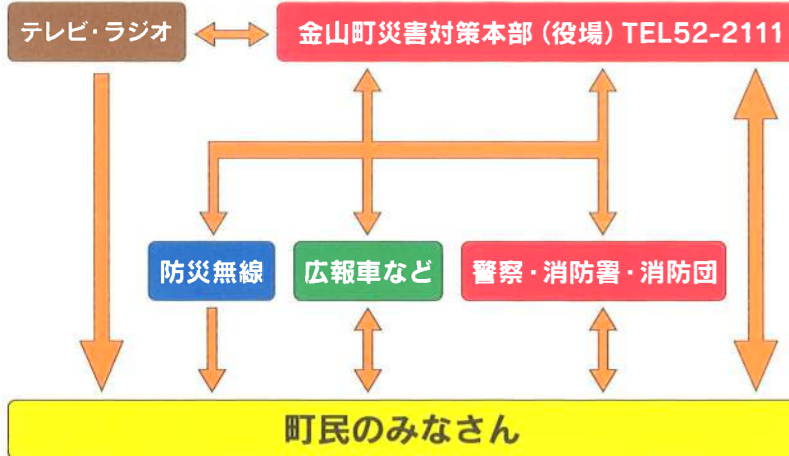 テレビ・ラジオ
金山町災害対策本部（役場）TEL52-2111
防災無線
広報車など
警察・消防署・消防団
町民のみなさん